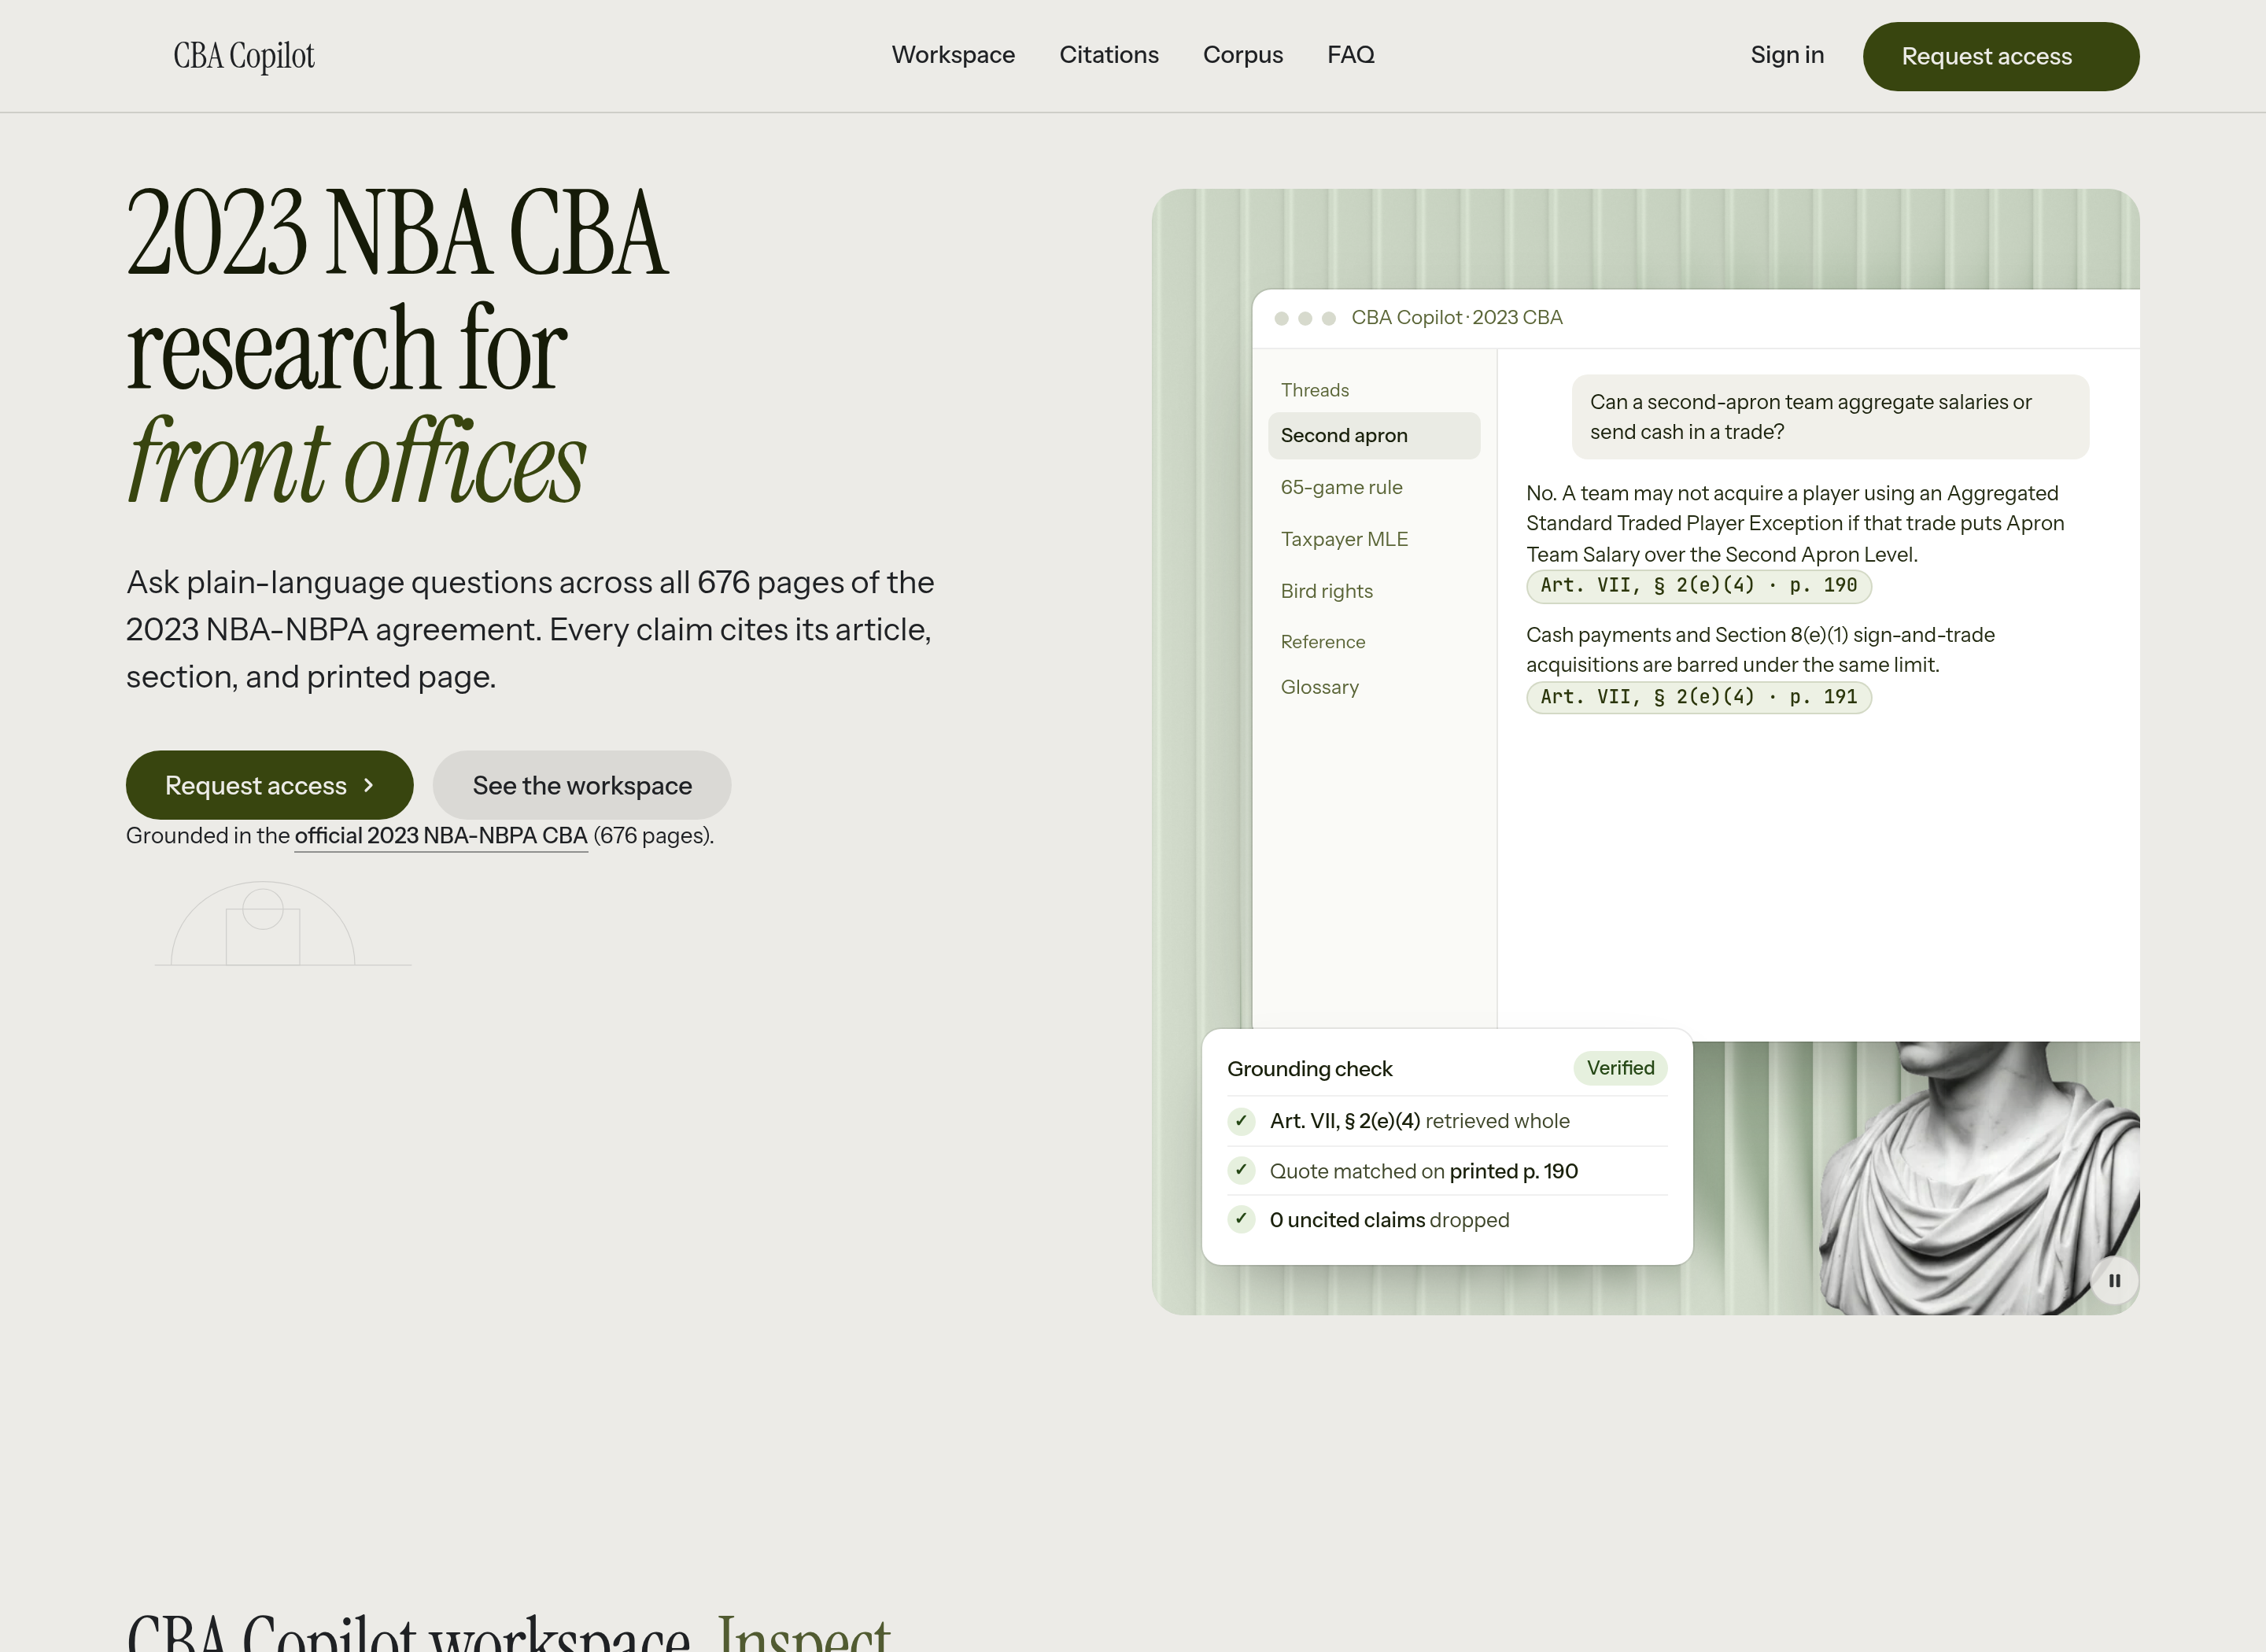 CBA Copilot
Workspace
Citations
Corpus
FAQ
Sign in
Request access
2023 NBA CBA
research for
front offices
Ask plain-language questions across all 676 pages of the
2023 NBA-NBPA agreement. Every claim cites its article,
section, and printed page.
Request access
See the workspace
Grounded in the official 2023 NBA-NBPA CBA (676 pages).
CBA Copilot · 2023 CBA
Threads
Second apron
65-game rule
Taxpayer MLE
Bird rights
Reference
Glossary
Can a second-apron team aggregate salaries or
send cash in a trade?
No. A team may not acquire a player using an Aggregated
Standard Traded Player Exception if that trade puts Apron
Team Salary over the Second Apron Level.
Art. VII, § 2(e)(4) · p. 190
Cash payments and Section 8(e)(1) sign-and-trade
acquisitions are barred under the same limit.
Art. VII, § 2(e)(4) · p. 191
Grounding check
Verified
Art. VII, § 2(e)(4) retrieved whole
Quote matched on printed p. 190
0 uncited claims dropped
CBA Copilot workspace. Inspect